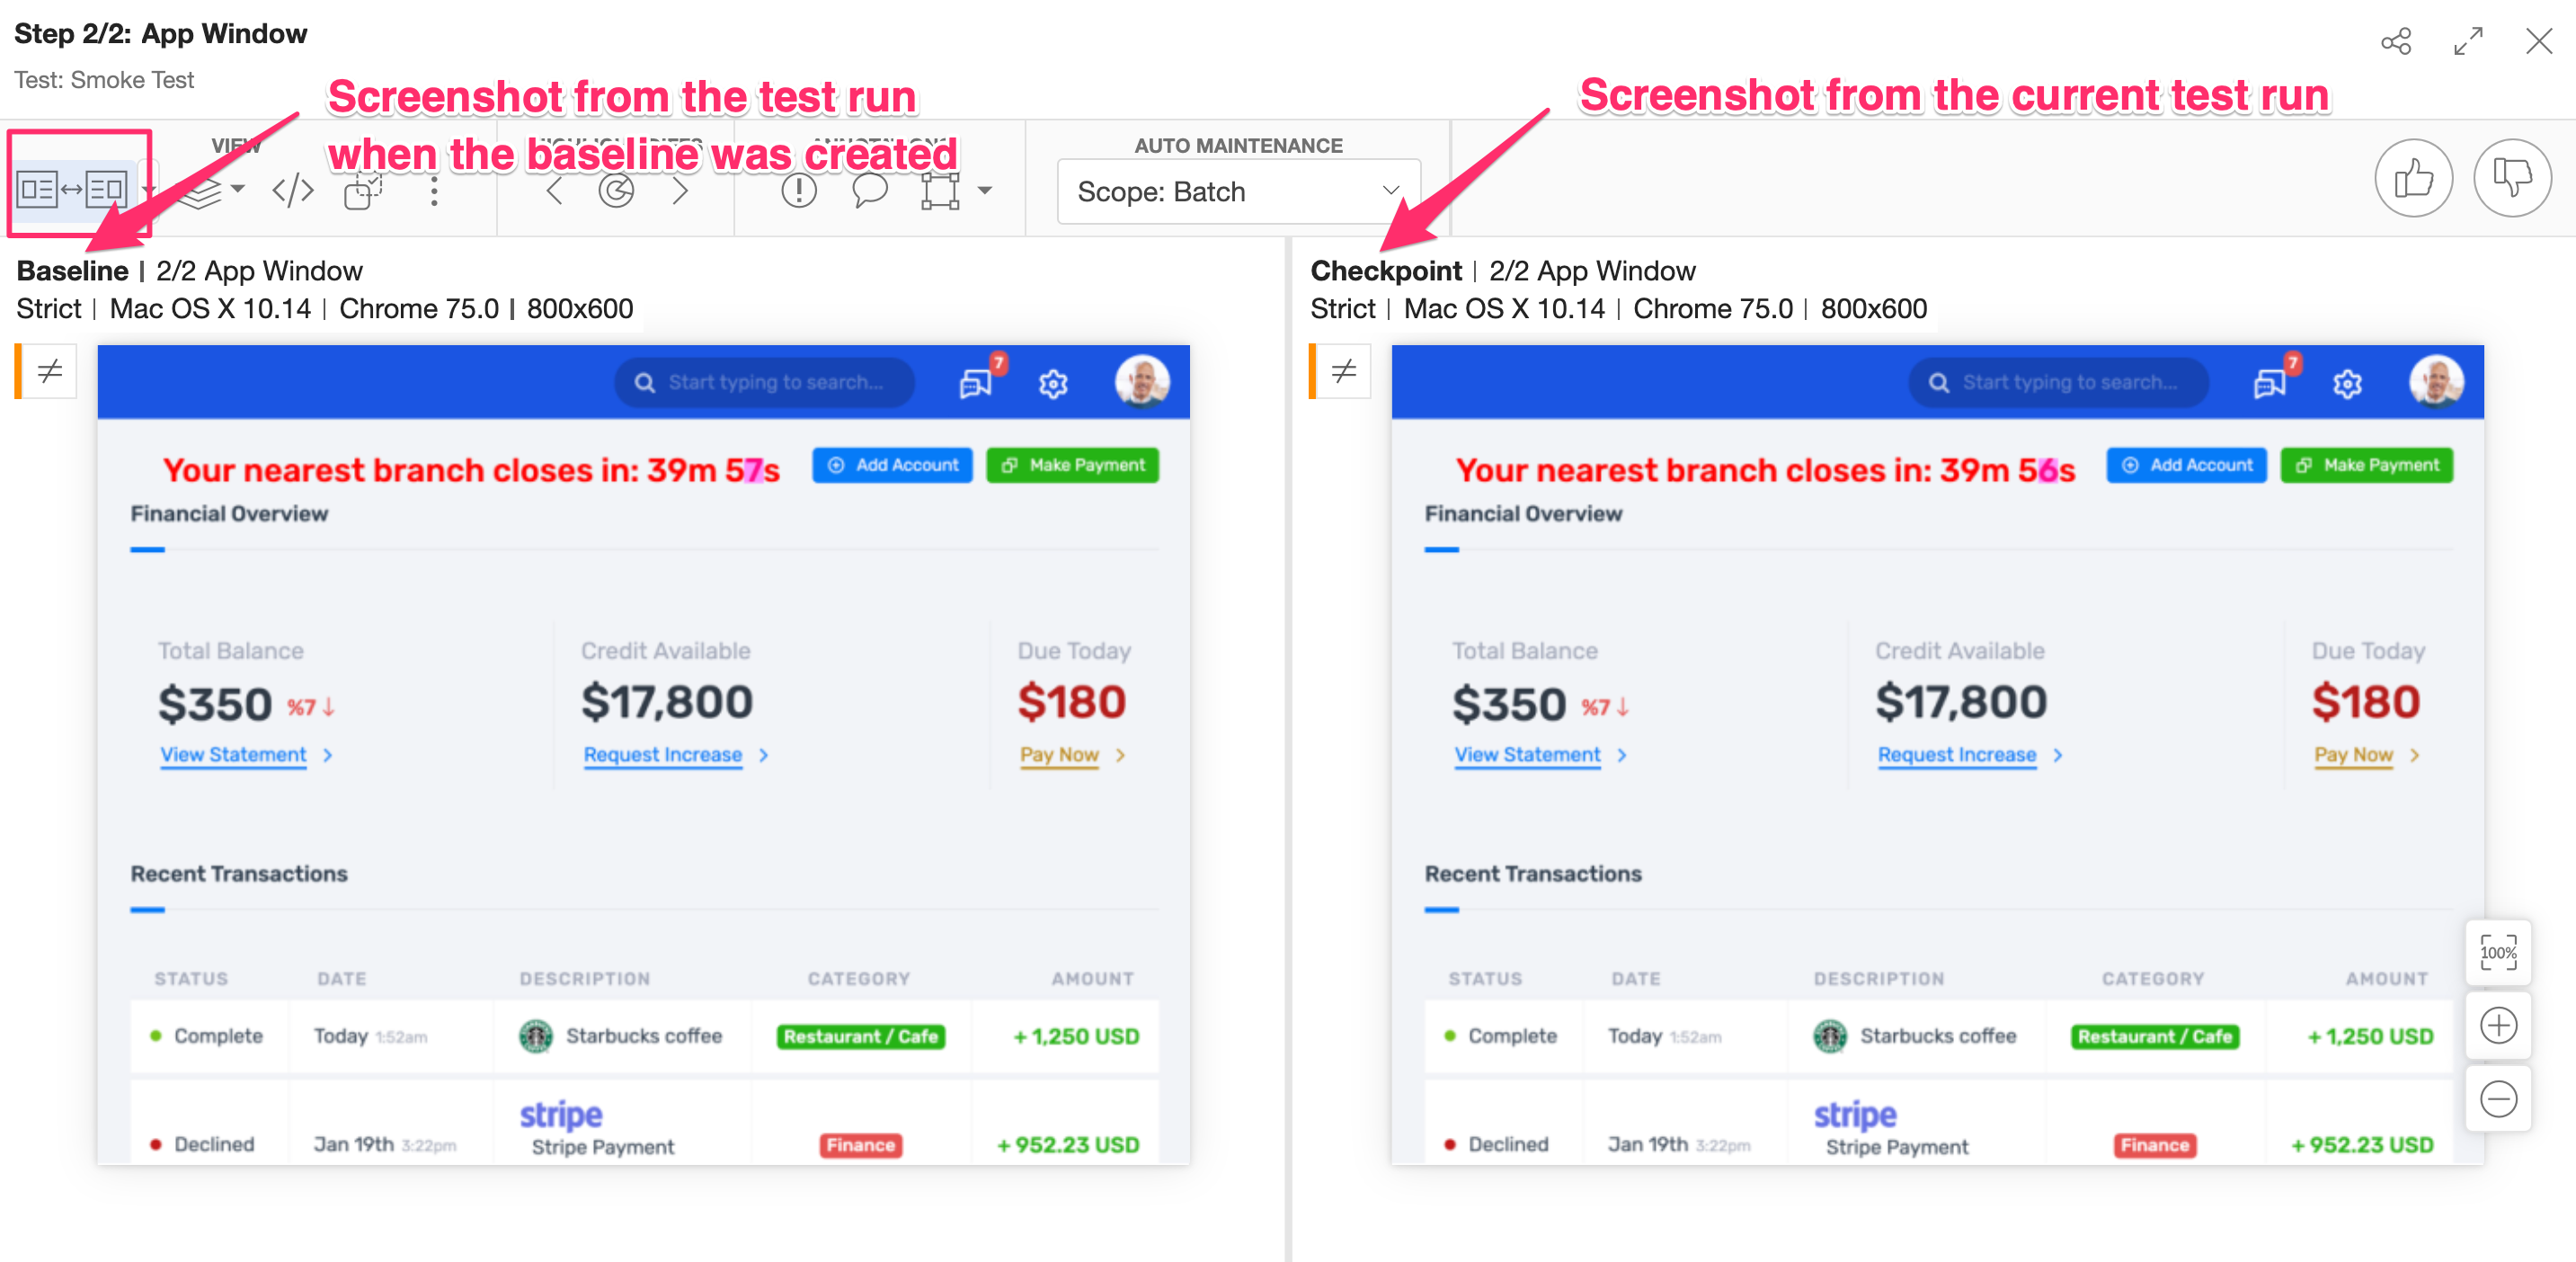 Step 2/2: App Window
Test: Smoke Test
Screenshot from the test run
when the baseline was created
Screenshot from the current test run
VIEW
AUTO MAINTENANCE
Scope: Batch
Baseline | 2/2 App Window
Strict | Mac OS X 10.14 | Chrome 75.0 | 800x600
Start typing to search...
7
Your nearest branch closes in: 39m 57s
Add Account
Make Payment
Financial Overview
Total Balance
Credit Available
Due Today
$350 %7↓
$17,800
$180
View Statement >
Request Increase >
Pay Now >
Recent Transactions
STATUS DATE DESCRIPTION CATEGORY AMOUNT
Complete Today 1:52am Starbucks coffee Restaurant / Cafe + 1,250 USD
stripe
Declined Jan 19th 3:22pm Stripe Payment Finance + 952.23 USD
Checkpoint | 2/2 App Window
Strict | Mac OS X 10.14 | Chrome 75.0 | 800x600
Start typing to search...
7
Your nearest branch closes in: 39m 56s
Add Account
Make Payment
Financial Overview
Total Balance
Credit Available
Due Today
$350 %7↓
$17,800
$180
View Statement >
Request Increase >
Pay Now >
Recent Transactions
STATUS DATE DESCRIPTION CATEGORY AMOUNT
Complete Today 1:52am Starbucks coffee Restaurant / Cafe + 1,250 USD
stripe
Declined Jan 19th 3:22pm Stripe Payment Finance + 952.23 USD
100%